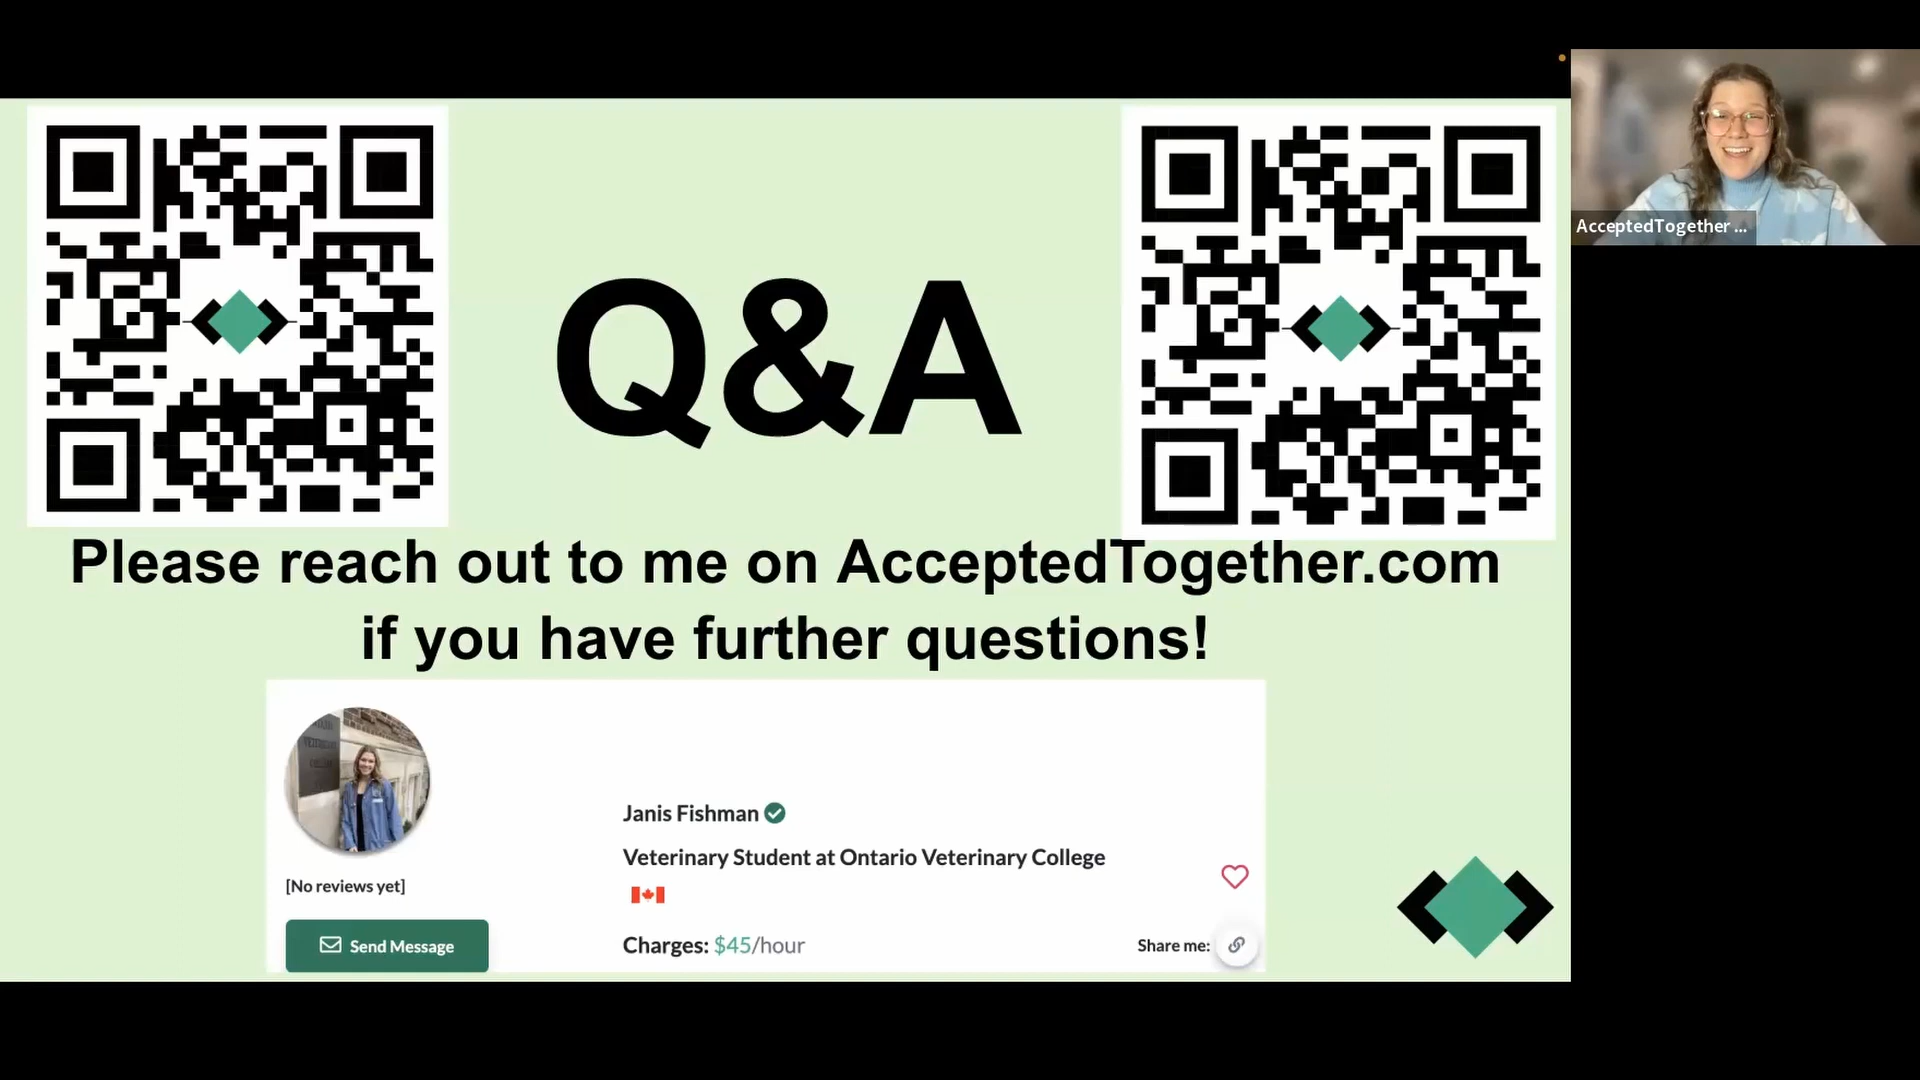 Q&A
AcceptedTogether ...
Please reach out to me on AcceptedTogether.com
if you have further questions!
Janis Fishman
Veterinary Student at Ontario Veterinary College
[No reviews yet]
Send Message
Charges: $45/hour
Share me: